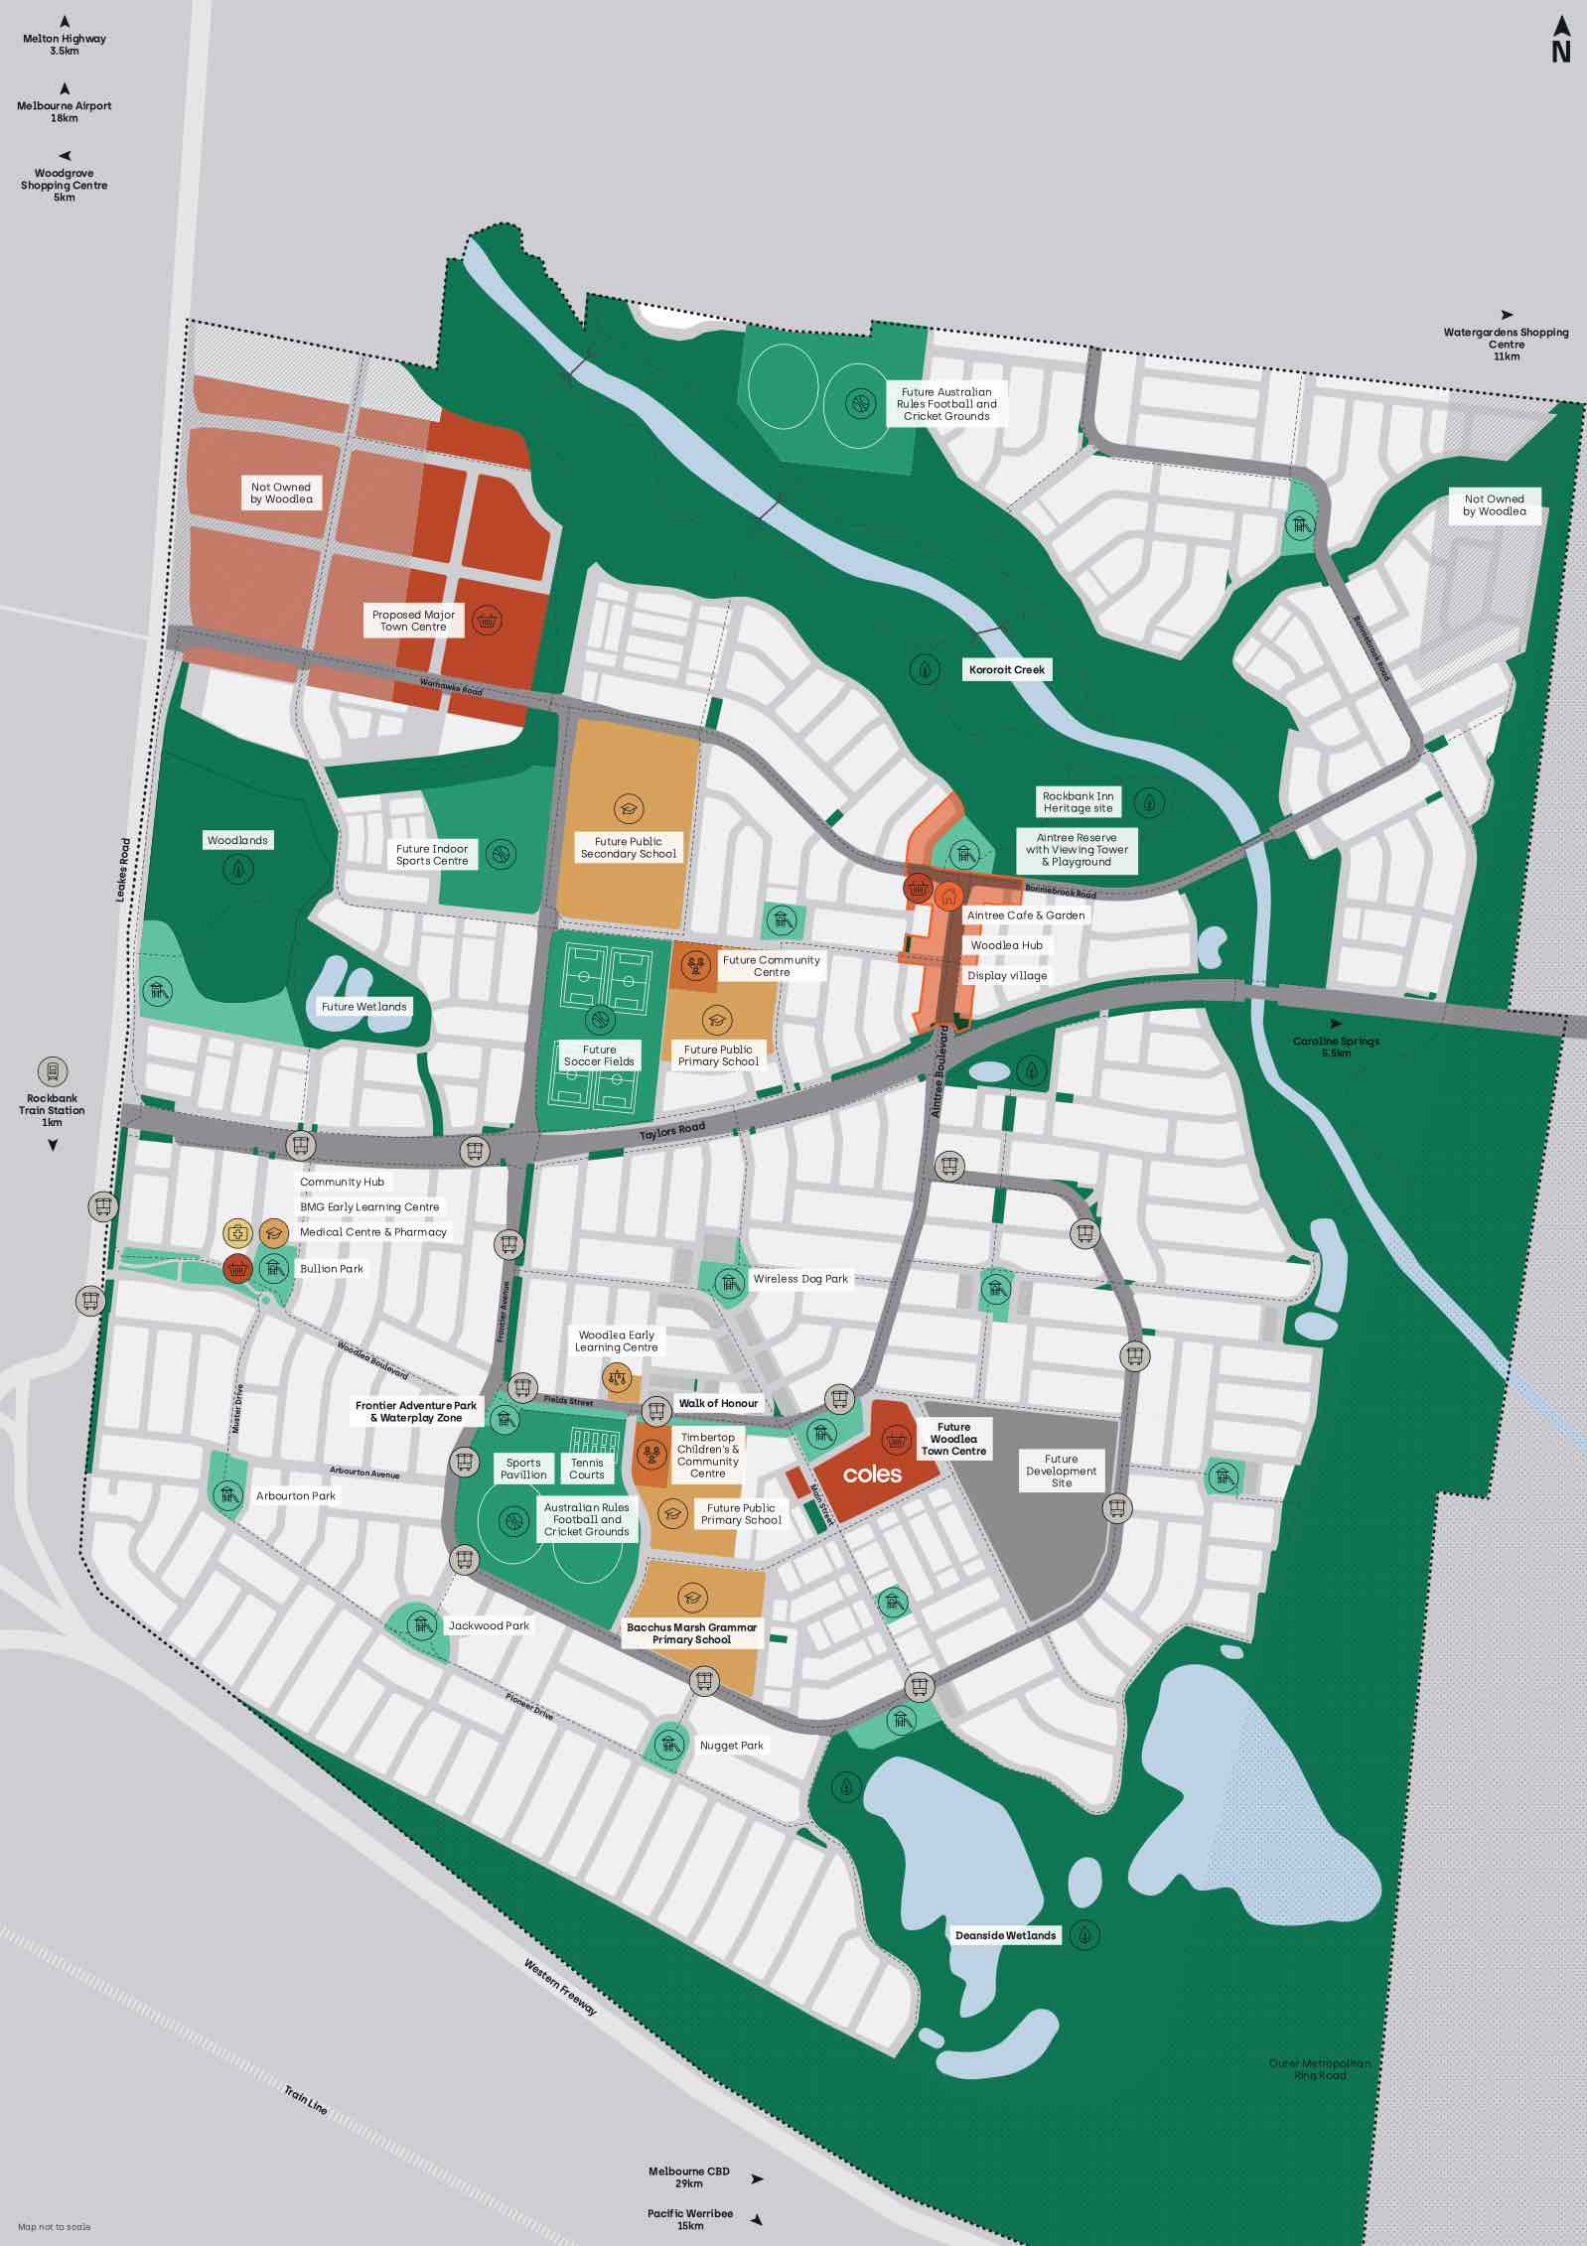 Melton Highway
3.5km
N
Melbourne Airport
18km
Woodgrove
Shopping Centre
5km
Watergardens Shopping
Centre
11km
Future Australian
Rules Football and
Cricket Grounds
Not Owned
by Woodlea
Not Owned
by Woodlea
Proposed Major
Town Centre
Bonniebrook Road
Kororoit Creek
Warhawke Road
Rockbank Inn
Heritage site
Woodlands
Future Indoor
Sports Centre
Future Public
Secondary School
Aintree Reserve
with Viewing Tower
& Playground
Leakes Road
Bonniebrook Road
Aintree Cafe & Garden
Woodlea Hub
Display village
Future Community
Centre
Future Wetlands
Future
Soccer Fields
Future Public
Primary School
Caroline Springs
5.5km
Rockbank
Train Station
1km
Aintree Boulevard
Taylors Road
Community Hub
BMG Early Learning Centre
Medical Centre & Pharmacy
Bullion Park
Wireless Dog Park
Frontier Avenue
Woodlea Early
Learning Centre
Woodlea Boulevard
Fields Street
Walk of Honour
Frontier Adventure Park
& Waterplay Zone
Muster Drive
Future
Woodlea
Town Centre
Timbertop
Children's &
Community
Centre
Sports
Pavillion
Tennis
Courts
coles
Future
Development
Site
Arbourton Avenue
Arbourton Park
Main Street
Australian Rules
Football and
Cricket Grounds
Future Public
Primary School
Jackwood Park
Bacchus Marsh Grammar
Primary School
Pioneer Drive
Nugget Park
Deanside Wetlands
Western Freeway
Outer Metropolitan
Ring Road
Train Line
Melbourne CBD
29km
Pacific Werribee
15km
Map not to scale